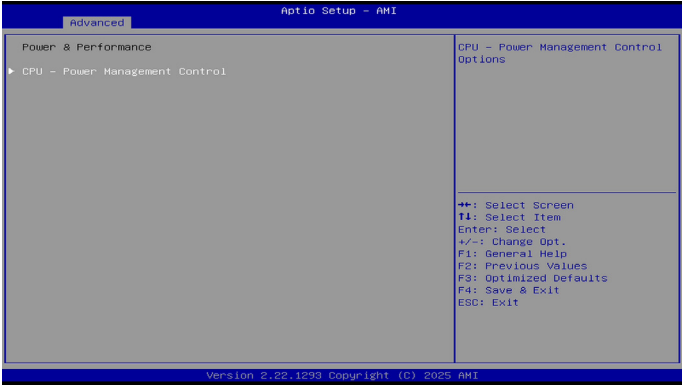 Aptio Setup – AMI
Advanced
Power & Performance
CPU – Power Management Control
CPU – Power Management Control
Options
→←: Select Screen
↑↓: Select Item
Enter: Select
+/-: Change Opt.
F1: General Help
F2: Previous Values
F3: Optimized Defaults
F4: Save & Exit
ESC: Exit
Version 2.22.1293 Copyright (C) 2025 AMI